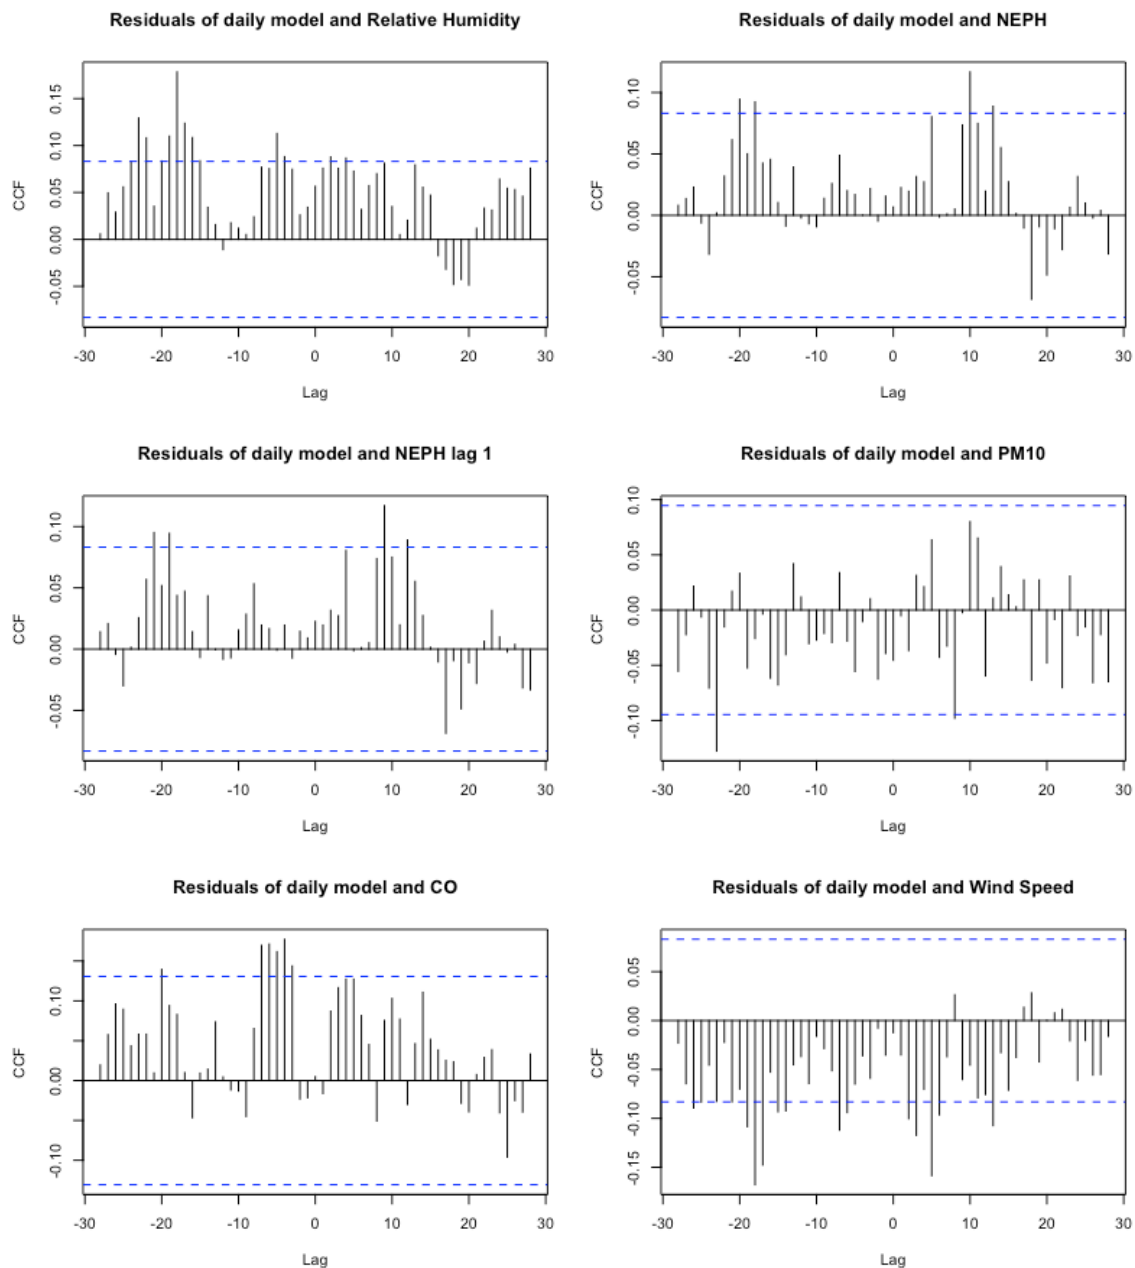 Residuals of daily model and Relative Humidity
CCF
0.15
0.10
0.05
0.00
-0.05
-30 -20 -10 0 10 20 30
Lag
Residuals of daily model and NEPH
CCF
0.10
0.05
0.00
-0.05
-30 -20 -10 0 10 20 30
Lag
Residuals of daily model and NEPH lag 1
CCF
0.10
0.05
0.00
-0.05
-30 -20 -10 0 10 20 30
Lag
Residuals of daily model and PM10
CCF
0.10
0.05
0.00
-0.05
-0.10
-30 -20 -10 0 10 20 30
Lag
Residuals of daily model and CO
CCF
0.10
0.00
-0.10
-30 -20 -10 0 10 20 30
Lag
Residuals of daily model and Wind Speed
CCF
0.05
0.00
-0.05
-0.10
-0.15
-30 -20 -10 0 10 20 30
Lag